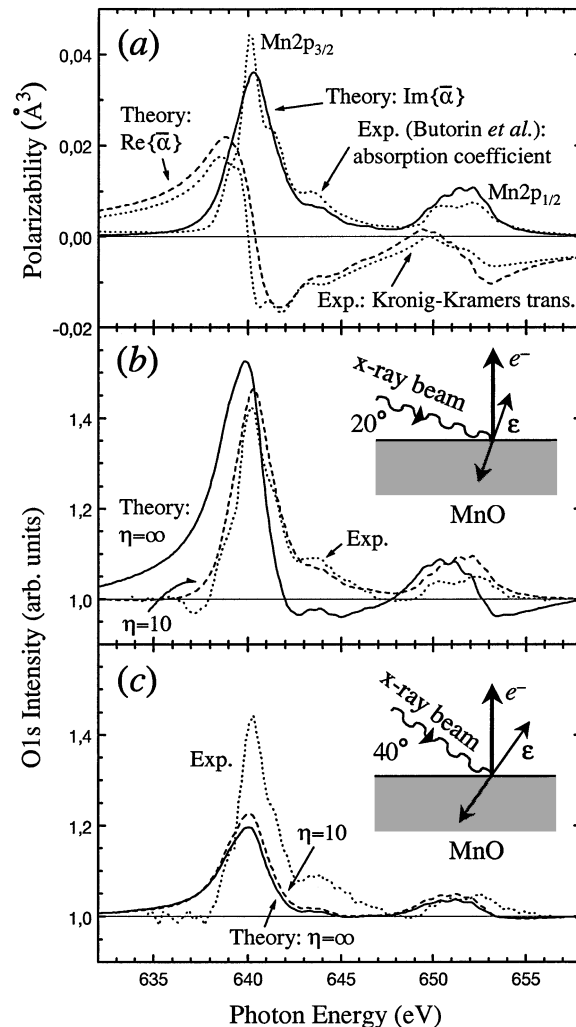 0,04
0,02
0,00
-0,02
Polarizability (Å³)
(a)
Mn2p₃/₂
Theory: Im{ᾱ}
Theory:
Re{ᾱ}
Exp. (Butorin et al.):
absorption coefficient
Mn2p₁/₂
Exp.: Kronig-Kramers trans.
(b)
1,4
1,2
1,0
x-ray beam
20°
e⁻
ε
MnO
Theory:
η=∞
Exp.
η=10
O1s Intensity (arb. units)
(c)
1,4
1,2
1,0
x-ray beam
40°
e⁻
ε
MnO
Exp.
η=10
Theory: η=∞
635
640
645
650
655
Photon Energy (eV)